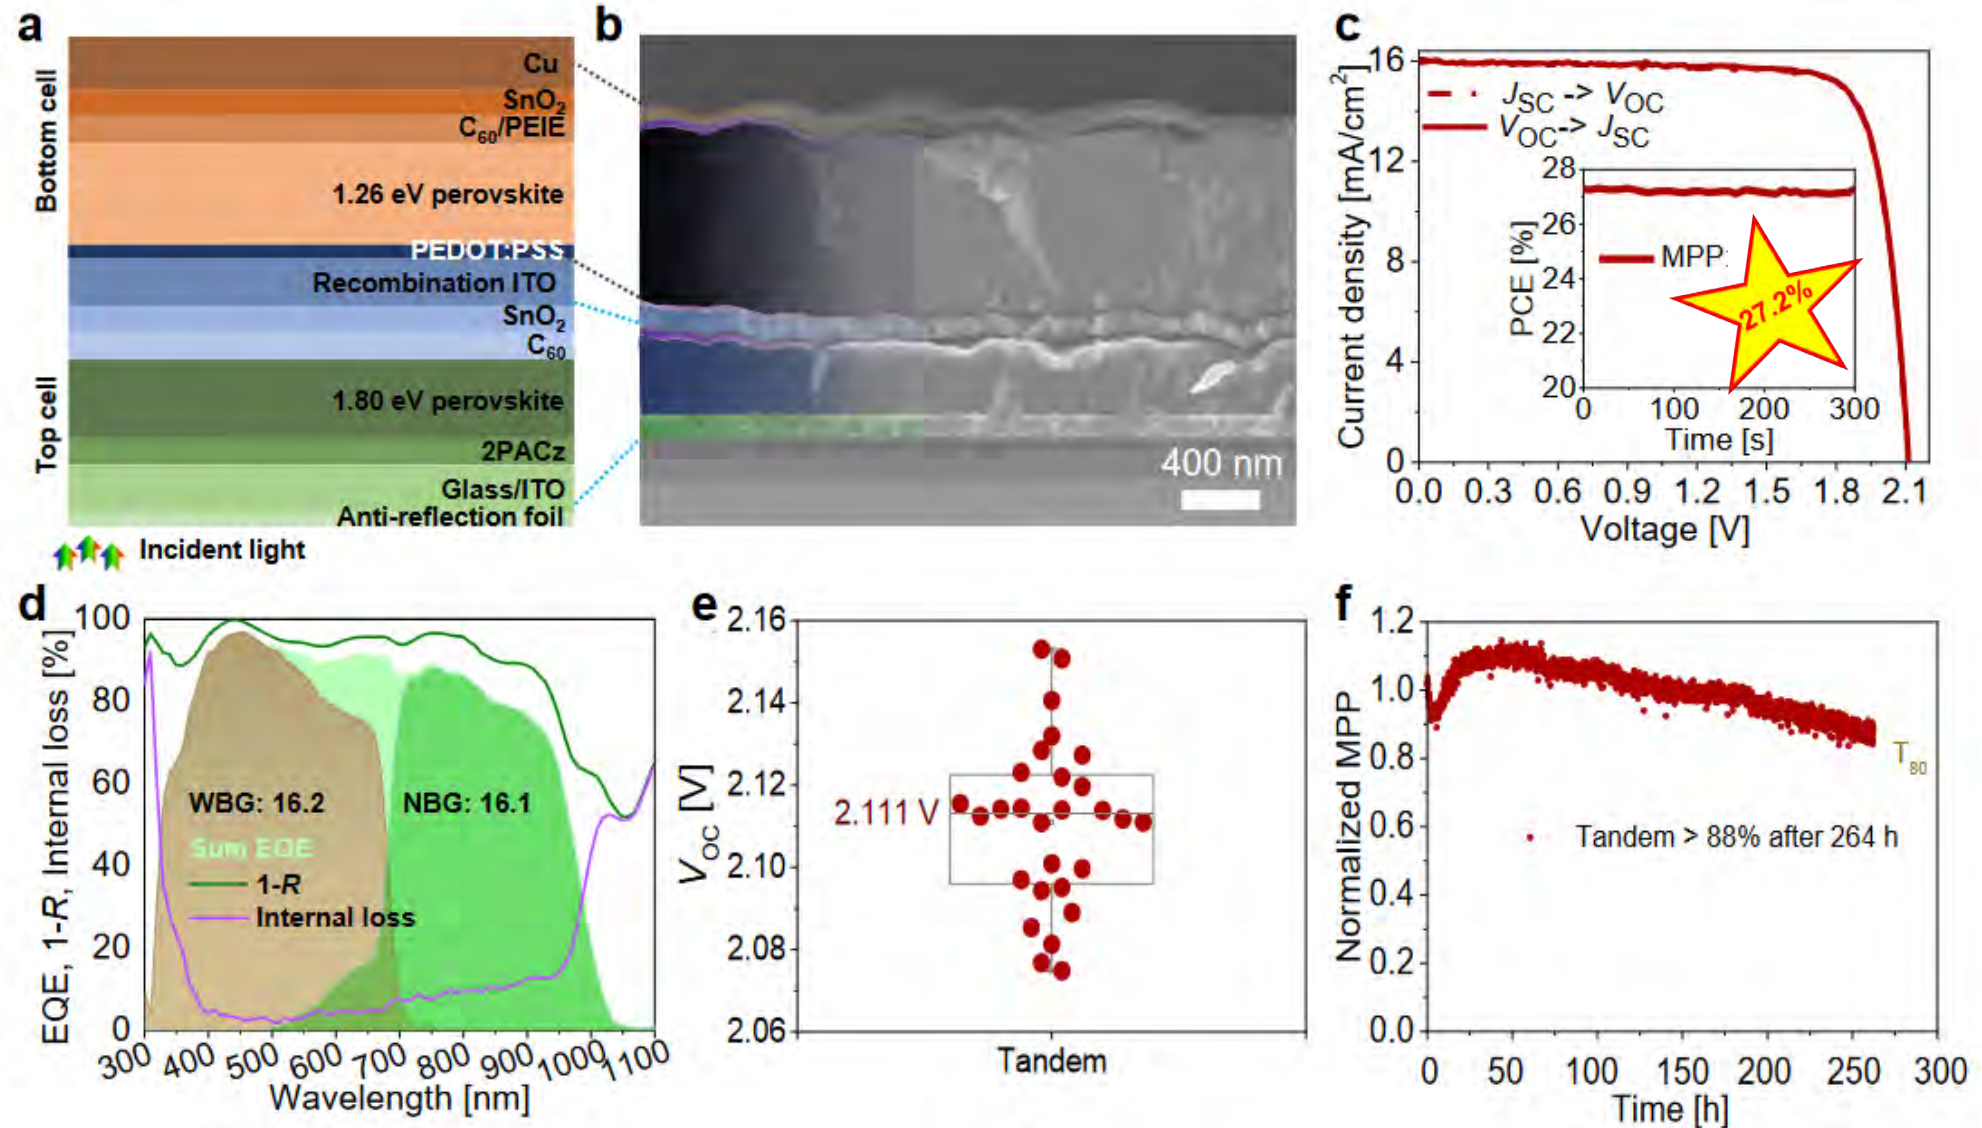 a
Bottom cell
Top cell
Cu
SnO₂
C₆₀/PEIE
1.26 eV perovskite
PEDOT:PSS
Recombination ITO
SnO₂
C₆₀
1.80 eV perovskite
2PACz
Glass/ITO
Anti-reflection foil
Incident light
b
400 nm
c
Current density [mA/cm²]
16
12
8
4
0
J_SC -> V_OC
V_OC -> J_SC
PCE [%]
28
26
24
22
20
MPP
27.2%
0 100 200 300
Time [s]
0.0 0.3 0.6 0.9 1.2 1.5 1.8 2.1
Voltage [V]
d
EQE, 1-R, Internal loss [%]
100
80
60
40
20
0
WBG: 16.2
NBG: 16.1
Sum EQE
1-R
Internal loss
300 400 500 600 700 800 900 1000 1100
Wavelength [nm]
e
V_OC [V]
2.16
2.14
2.12
2.10
2.08
2.06
2.111 V
Tandem
f
Normalized MPP
1.2
1.0
0.8
0.6
0.4
0.2
0.0
T₈₀
Tandem > 88% after 264 h
0 50 100 150 200 250 300
Time [h]